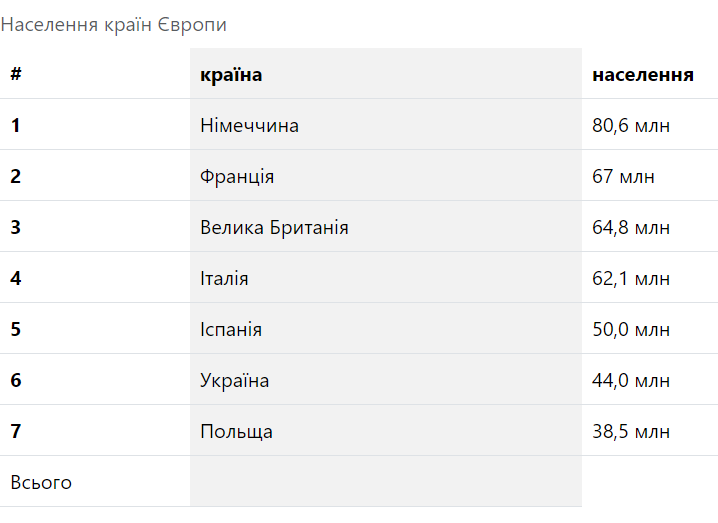 Населення країн Європи
# країна населення
1 Німеччина 80,6 млн
2 Франція 67 млн
3 Велика Британія 64,8 млн
4 Італія 62,1 млн
5 Іспанія 50,0 млн
6 Україна 44,0 млн
7 Польща 38,5 млн
Всього